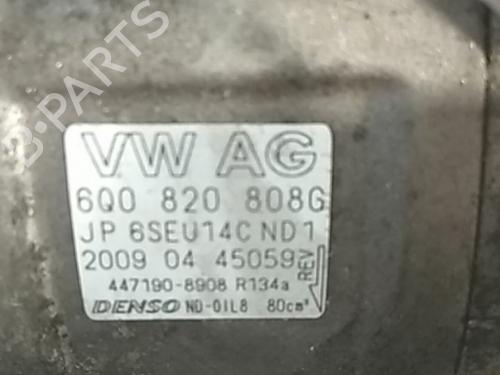 B-PARTS
VW AG
6Q0 820 808G
JP 6SEU14C ND1
2009 04 45059
REV
447190-8908 R134a
DENSO ND-OIL8 80cm³